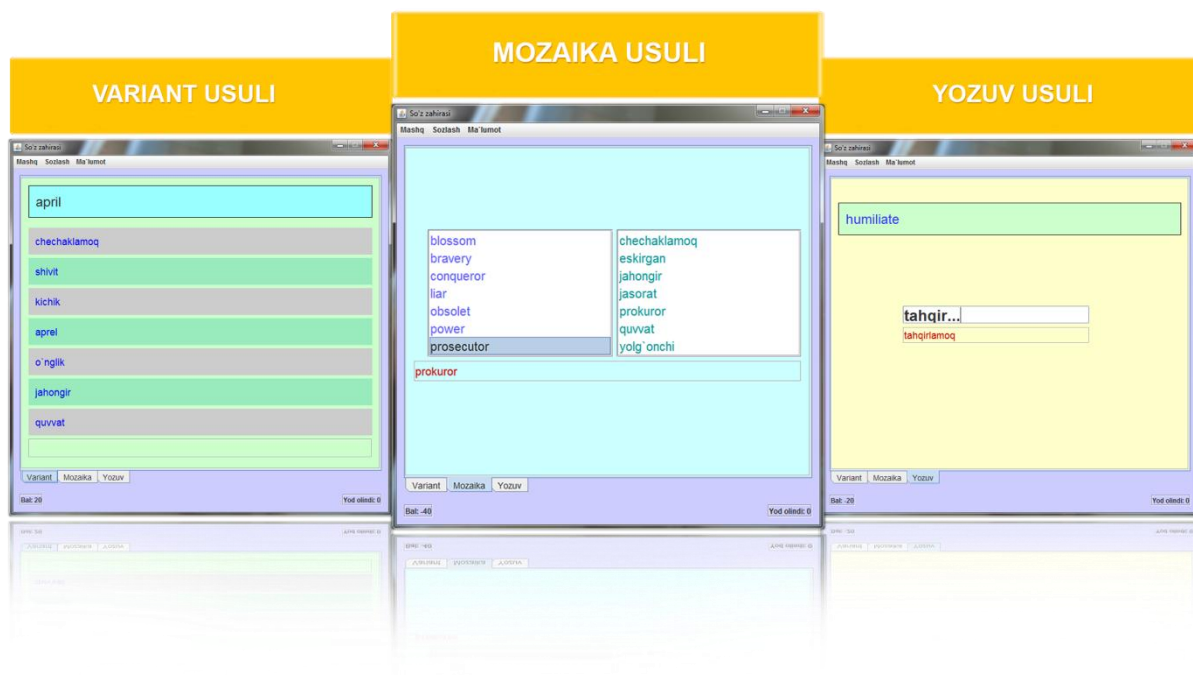 VARIANT USULI
So'z zahirasi
Mashq Sozlash Ma'lumot
april
chechaklamoq
shivit
kichik
aprel
o`nglik
jahongir
quvvat
Variant Mozaika Yozuv
Bal: 20 Yod olindi: 0
MOZAIKA USULI
So'z zahirasi
Mashq Sozlash Ma'lumot
blossom chechaklamoq
bravery eskirgan
conqueror jahongir
liar jasorat
obsolet prokuror
power quvvat
prosecutor yolg`onchi
prokuror
Variant Mozaika Yozuv
Bal: -40 Yod olindi: 0
YOZUV USULI
So'z zahirasi
Mashq Sozlash Ma'lumot
humiliate
tahqir...
tahqirlamoq
Variant Mozaika Yozuv
Bal: -20 Yod olindi: 0